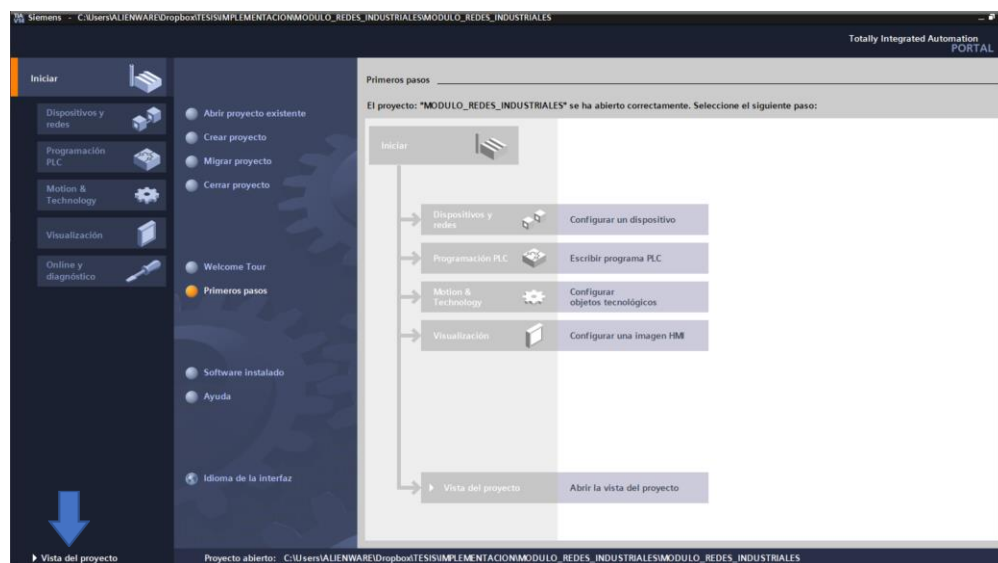 Siemens - C:\Users\ALIENWARE\Dropbox\TESIS\IMPLEMENTACION\MODULO_REDES_INDUSTRIALES\MODULO_REDES_INDUSTRIALES
Totally Integrated Automation
PORTAL
Iniciar
Dispositivos y
redes
Programación
PLC
Motion &
Technology
Visualización
Online y
diagnóstico
Abrir proyecto existente
Crear proyecto
Migrar proyecto
Cerrar proyecto
Welcome Tour
Primeros pasos
Software instalado
Ayuda
Idioma de la interfaz
Primeros pasos
El proyecto: "MODULO_REDES_INDUSTRIALES" se ha abierto correctamente. Seleccione el siguiente paso:
Iniciar
Dispositivos y
redes
Configurar un dispositivo
Programación PLC
Escribir programa PLC
Motion &
Technology
Configurar
objetos tecnológicos
Visualización
Configurar una imagen HMI
Vista del proyecto
Abrir la vista del proyecto
Vista del proyecto
Proyecto abierto: C:\Users\ALIENWARE\Dropbox\TESIS\IMPLEMENTACION\MODULO_REDES_INDUSTRIALES\MODULO_REDES_INDUSTRIALES